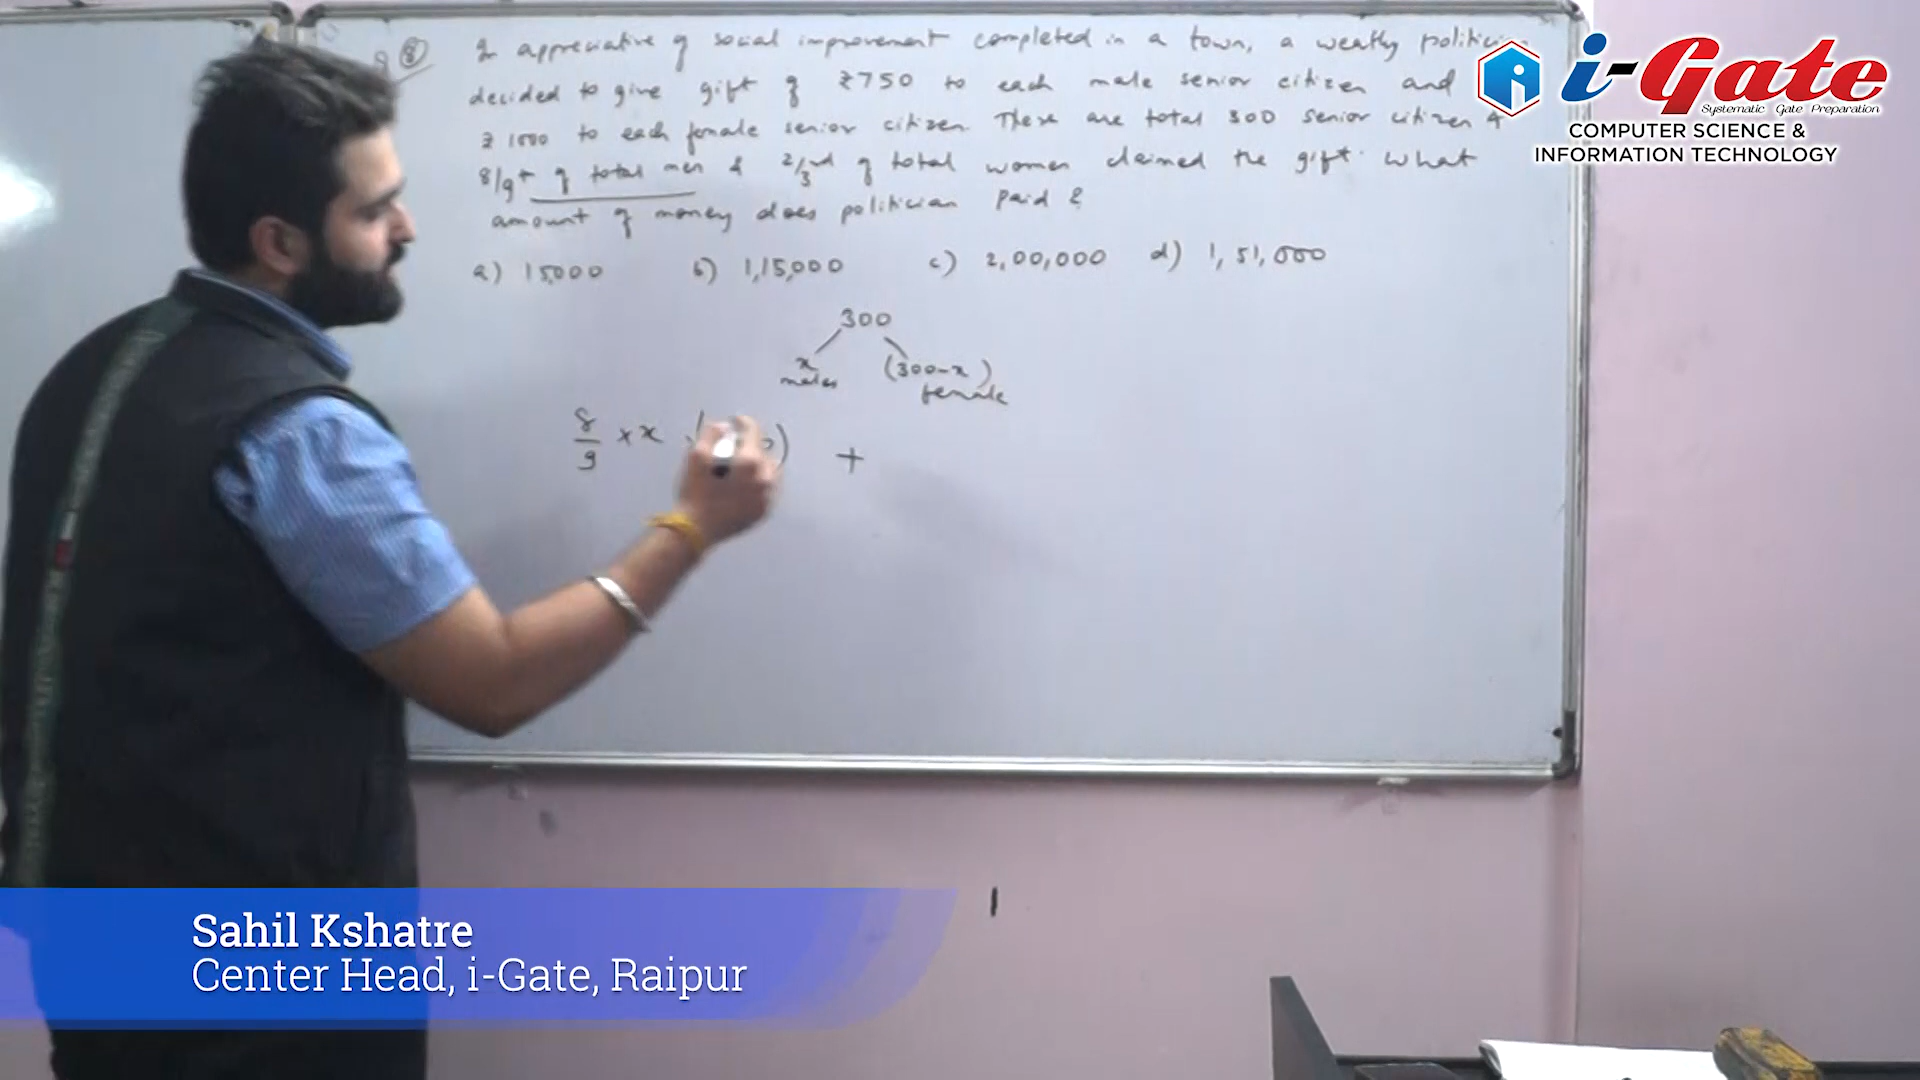 Q 8
In appreciative of social improvement completed in a town, a weatly politician
decided to give gift of ₹750 to each male senior citizen and
₹1000 to each female senior citizen. These are total 300 senior citizen &
8/9th of total men & 2/3rd of total women claimed the gift. What
amount of money does politician paid ?
a) 15000 b) 1,15,000 c) 2,00,000 d) 1,51,000
300
x (300-x)
males female
8/9 × x +
i-Gate
Systematic Gate Preparation
COMPUTER SCIENCE &
INFORMATION TECHNOLOGY
Sahil Kshatre
Center Head, i-Gate, Raipur